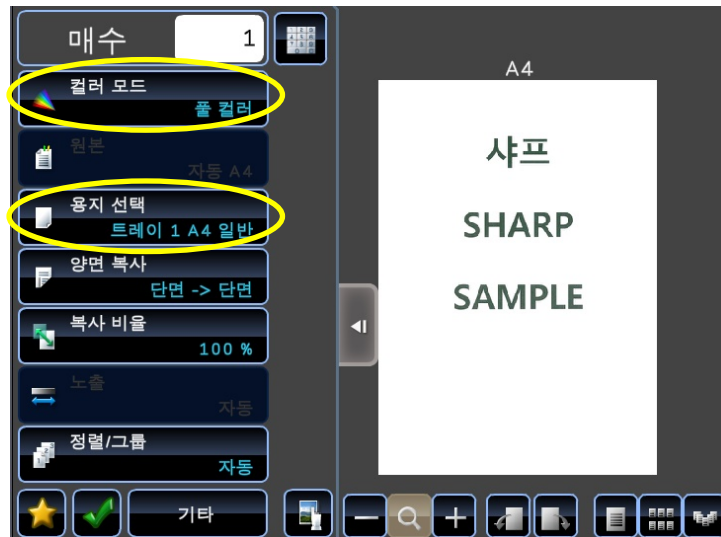 매수 1
컬러 모드
풀 컬러
원본
자동 A4
용지 선택
트레이 1 A4 일반
양면 복사
단면 -> 단면
복사 비율
100 %
노출
자동
정렬/그룹
자동
기타
A4
샤프
SHARP
SAMPLE